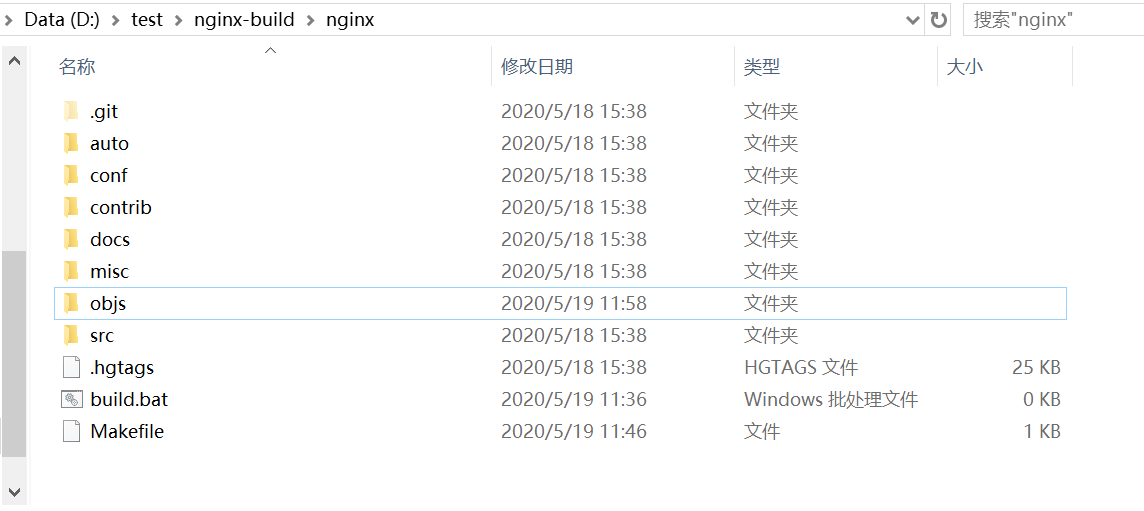 Data (D:) test nginx-build nginx 搜索"nginx"
名称 修改日期 类型 大小
.git 2020/5/18 15:38 文件夹
auto 2020/5/18 15:38 文件夹
conf 2020/5/18 15:38 文件夹
contrib 2020/5/18 15:38 文件夹
docs 2020/5/18 15:38 文件夹
misc 2020/5/18 15:38 文件夹
objs 2020/5/19 11:58 文件夹
src 2020/5/18 15:38 文件夹
.hgtags 2020/5/18 15:38 HGTAGS 文件 25 KB
build.bat 2020/5/19 11:36 Windows 批处理文件 0 KB
Makefile 2020/5/19 11:46 文件 1 KB